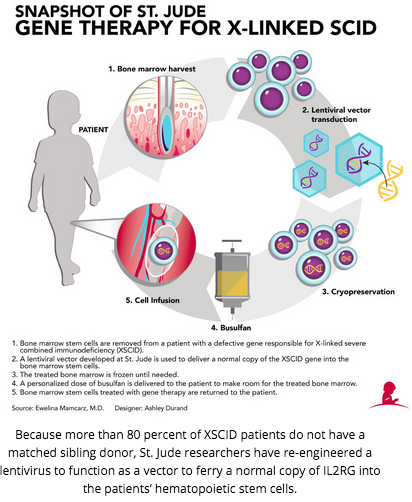 SNAPSHOT OF ST. JUDE
GENE THERAPY FOR X-LINKED SCID
1. Bone marrow harvest
PATIENT
2. Lentiviral vector
transduction
3. Cryopreservation
4. Busulfan
5. Cell Infusion
1. Bone marrow stem cells are removed from a patient with a defective gene responsible for X-linked severe
combined immunodeficiency (XSCID).
2. A lentiviral vector developed at St. Jude is used to deliver a normal copy of the XSCID gene into the
bone marrow stem cells.
3. The treated bone marrow is frozen until needed.
4. A personalized dose of busulfan is delivered to the patient to make room for the treated bone marrow.
5. Bone marrow stem cells treated with gene therapy are returned to the patient.
Source: Ewelina Mamcarz, M.D. Designer: Ashley Durand
Because more than 80 percent of XSCID patients do not have a
matched sibling donor, St. Jude researchers have re-engineered a
lentivirus to function as a vector to ferry a normal copy of IL2RG into
the patients’ hematopoietic stem cells.